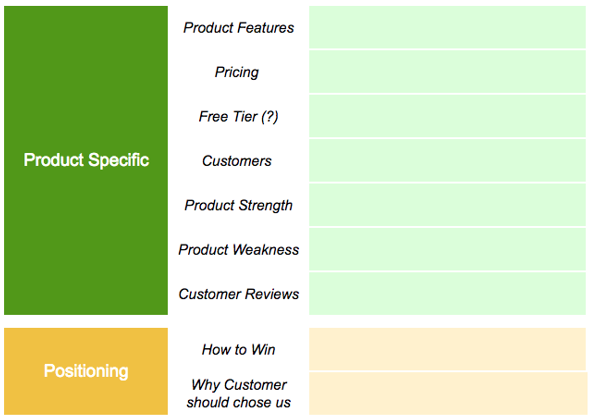 Product Features
Pricing
Free Tier (?)
Product Specific
Customers
Product Strength
Product Weakness
Customer Reviews
How to Win
Positioning
Why Customer
should chose us